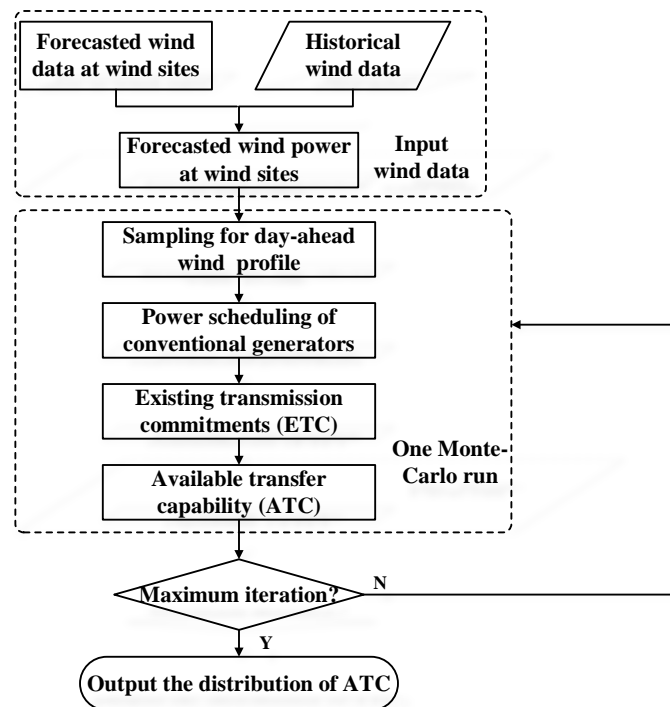 Forecasted wind
data at wind sites
Historical
wind data
Forecasted wind power
at wind sites
Input
wind data
Sampling for day-ahead
wind profile
Power scheduling of
conventional generators
Existing transmission
commitments (ETC)
Available transfer
capability (ATC)
One Monte-
Carlo run
Maximum iteration?
N
Y
Output the distribution of ATC